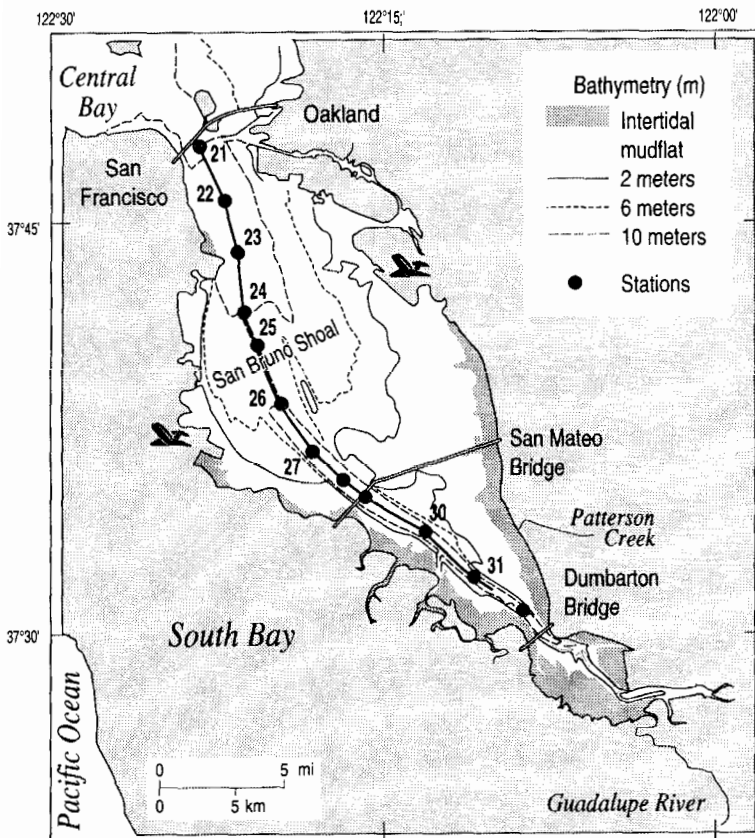 122°30'
122°15;
122°00'
Central
Bay
Oakland
San
Francisco
21
22
23
24
25
San Bruno Shoal
26
27
30
31
37°45'
37°30'
Bathymetry (m)
Intertidal
mudflat
2 meters
6 meters
10 meters
Stations
San Mateo
Bridge
Patterson
Creek
Dumbarton
Bridge
South Bay
Pacific Ocean
0 5 mi
0 5 km
Guadalupe River